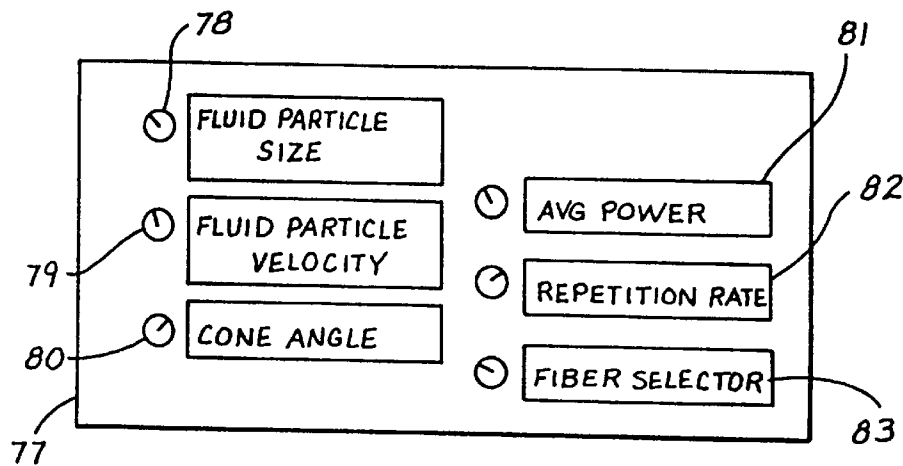 78
FLUID PARTICLE
SIZE
79
FLUID PARTICLE
VELOCITY
80
CONE ANGLE
77
81
AVG POWER
82
REPETITION RATE
FIBER SELECTOR
83